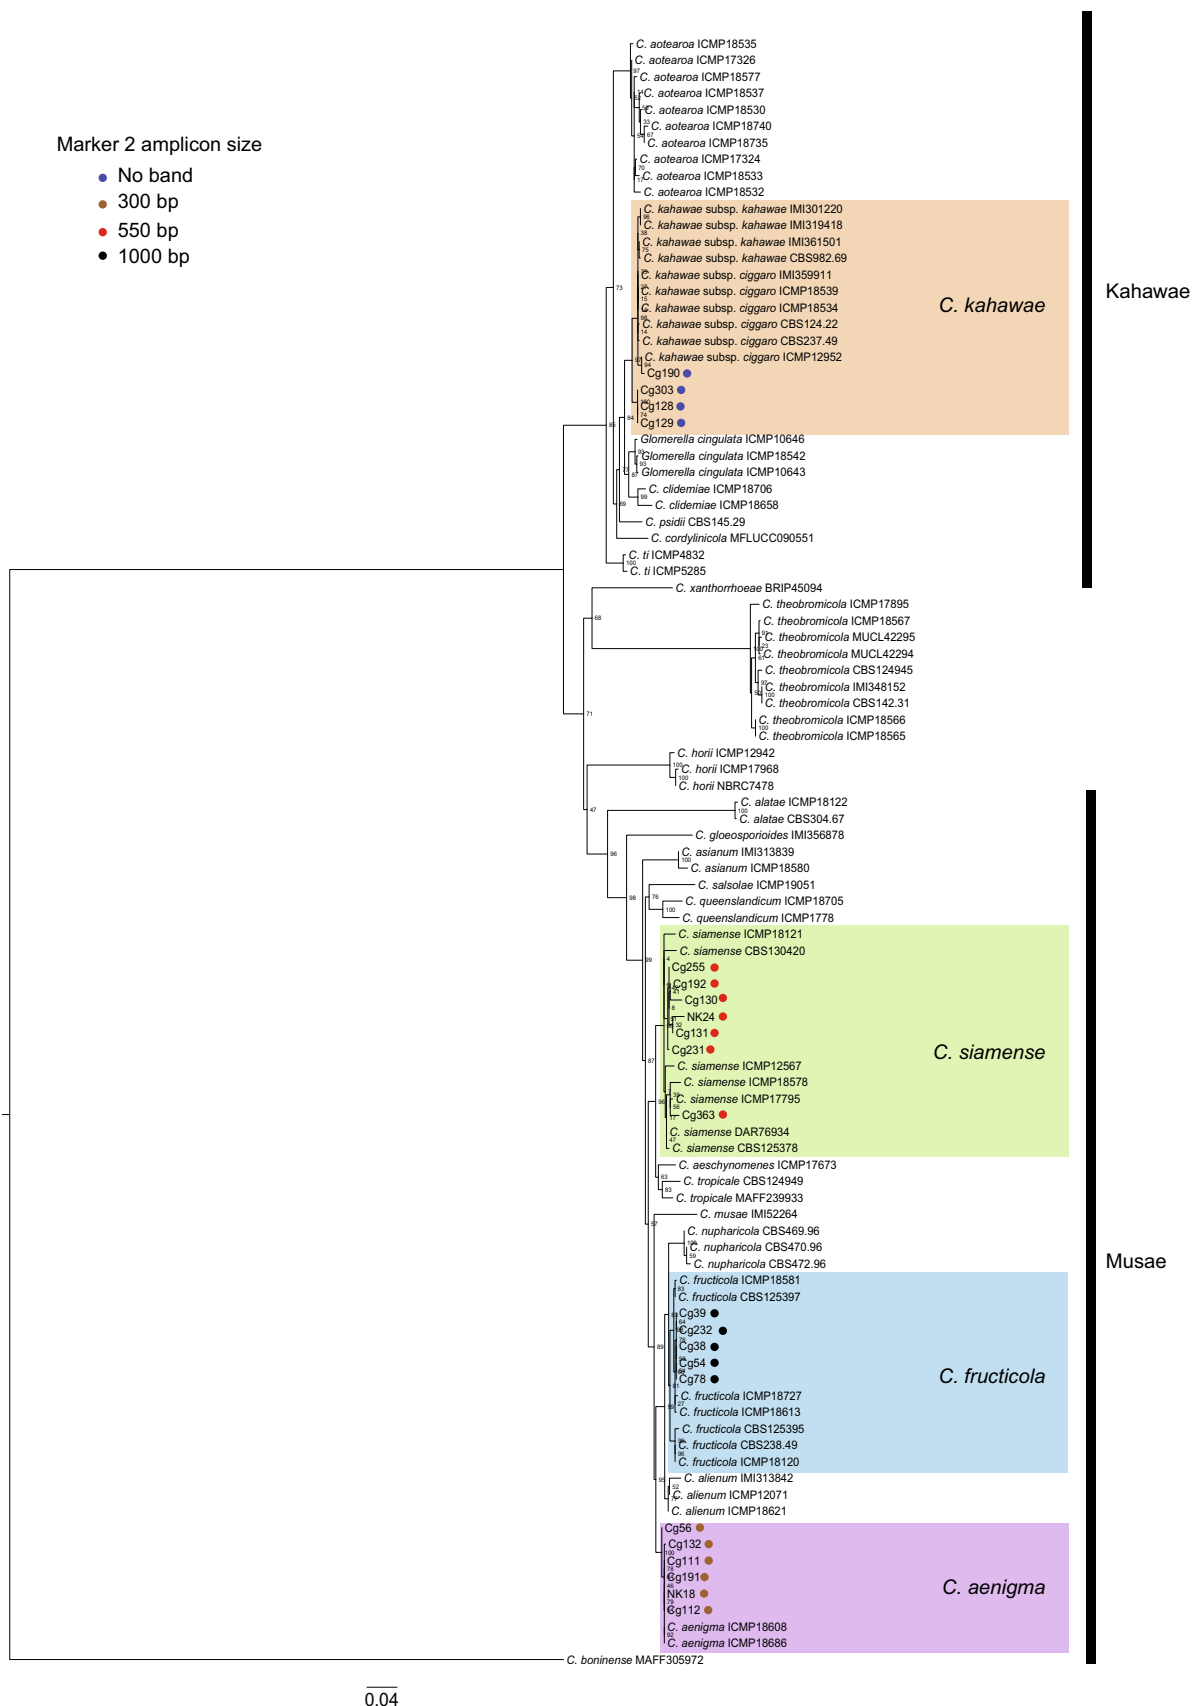 C. aotearoa ICMP18535
C. aotearoa ICMP17326
C. aotearoa ICMP18577
C. aotearoa ICMP18537
C. aotearoa ICMP18530
C. aotearoa ICMP18740
C. aotearoa ICMP18735
C. aotearoa ICMP17324
C. aotearoa ICMP18533
C. aotearoa ICMP18532
Marker 2 amplicon size
No band
300 bp
550 bp
1000 bp
C. kahawae subsp. kahawae IMI301220
C. kahawae subsp. kahawae IMI319418
C. kahawae subsp. kahawae IMI361501
C. kahawae subsp. kahawae CBS982.69
C. kahawae subsp. ciggaro IMI359911
C. kahawae subsp. ciggaro ICMP18539
C. kahawae subsp. ciggaro ICMP18534
C. kahawae subsp. ciggaro CBS124.22
C. kahawae subsp. ciggaro CBS237.49
C. kahawae subsp. ciggaro ICMP12952
Cg190
Cg303
Cg128
Cg129
C. kahawae
Kahawae
Glomerella cingulata ICMP10646
Glomerella cingulata ICMP18542
Glomerella cingulata ICMP10643
C. clidemiae ICMP18706
C. clidemiae ICMP18658
C. psidii CBS145.29
C. cordylinicola MFLUCC090551
C. ti ICMP4832
C. ti ICMP5285
C. xanthorrhoeae BRIP45094
C. theobromicola ICMP17895
C. theobromicola ICMP18567
C. theobromicola MUCL42295
C. theobromicola MUCL42294
C. theobromicola CBS124945
C. theobromicola IMI348152
C. theobromicola CBS142.31
C. theobromicola ICMP18566
C. theobromicola ICMP18565
C. horii ICMP12942
C. horii ICMP17968
C. horii NBRC7478
C. alatae ICMP18122
C. alatae CBS304.67
C. gloeosporioides IMI356878
C. asianum IMI313839
C. asianum ICMP18580
C. salsolae ICMP19051
C. queenslandicum ICMP18705
C. queenslandicum ICMP1778
C. siamense ICMP18121
C. siamense CBS130420
Cg255
Cg192
Cg130
NK24
Cg131
Cg231
C. siamense ICMP12567
C. siamense ICMP18578
C. siamense ICMP17795
Cg363
C. siamense DAR76934
C. siamense CBS125378
C. siamense
C. aeschynomenes ICMP17673
C. tropicale CBS124949
C. tropicale MAFF239933
C. musae IMI52264
C. nupharicola CBS469.96
C. nupharicola CBS470.96
C. nupharicola CBS472.96
Musae
C. fructicola ICMP18581
C. fructicola CBS125397
Cg39
Cg232
Cg38
Cg54
Cg78
C. fructicola ICMP18727
C. fructicola ICMP18613
C. fructicola CBS125395
C. fructicola CBS238.49
C. fructicola ICMP18120
C. fructicola
C. alienum IMI313842
C. alienum ICMP12071
C. alienum ICMP18621
Cg56
Cg132
Cg111
Cg191
NK18
Cg112
C. aenigma ICMP18608
C. aenigma ICMP18686
C. aenigma
C. boninense MAFF305972
73
68
71
47
96
98
99
87
57
89
95
0.04